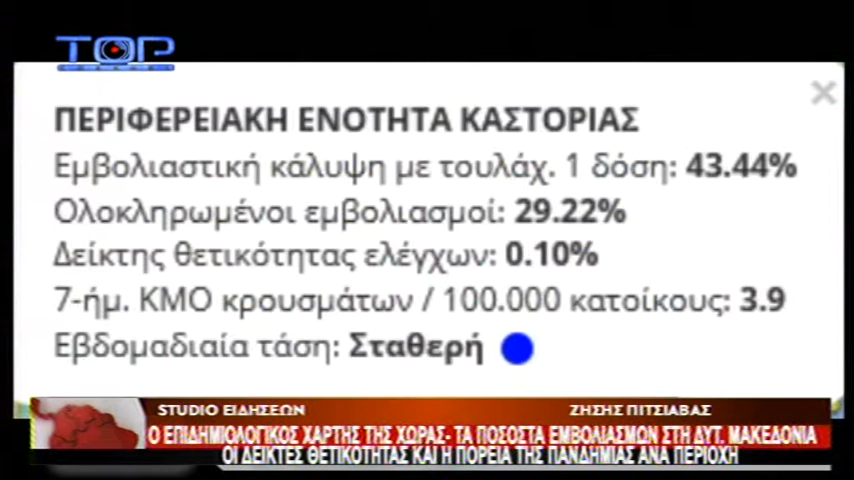 TOP
ΠΕΡΙΦΕΡΕΙΑΚΗ ΕΝΟΤΗΤΑ ΚΑΣΤΟΡΙΑΣ
Εμβολιαστική κάλυψη με τουλάχ. 1 δόση: 43.44%
Ολοκληρωμένοι εμβολιασμοί: 29.22%
Δείκτης θετικότητας ελέγχων: 0.10%
7-ήμ. ΚΜΟ κρουσμάτων / 100.000 κατοίκους: 3.9
Εβδομαδιαία τάση: Σταθερή
STUDIO ΕΙΔΗΣΕΩΝ ΖΗΣΗΣ ΠΙΤΣΙΑΒΑΣ
Ο ΕΠΙΔΗΜΙΟΛΟΓΙΚΟΣ ΧΑΡΤΗΣ ΤΗΣ ΧΩΡΑΣ- ΤΑ ΠΟΣΟΣΤΑ ΕΜΒΟΛΙΑΣΜΩΝ ΣΤΗ ΔΥΤ. ΜΑΚΕΔΟΝΙΑ
ΟΙ ΔΕΙΚΤΕΣ ΘΕΤΙΚΟΤΗΤΑΣ ΚΑΙ Η ΠΟΡΕΙΑ ΤΗΣ ΠΑΝΔΗΜΙΑΣ ΑΝΑ ΠΕΡΙΟΧΗ